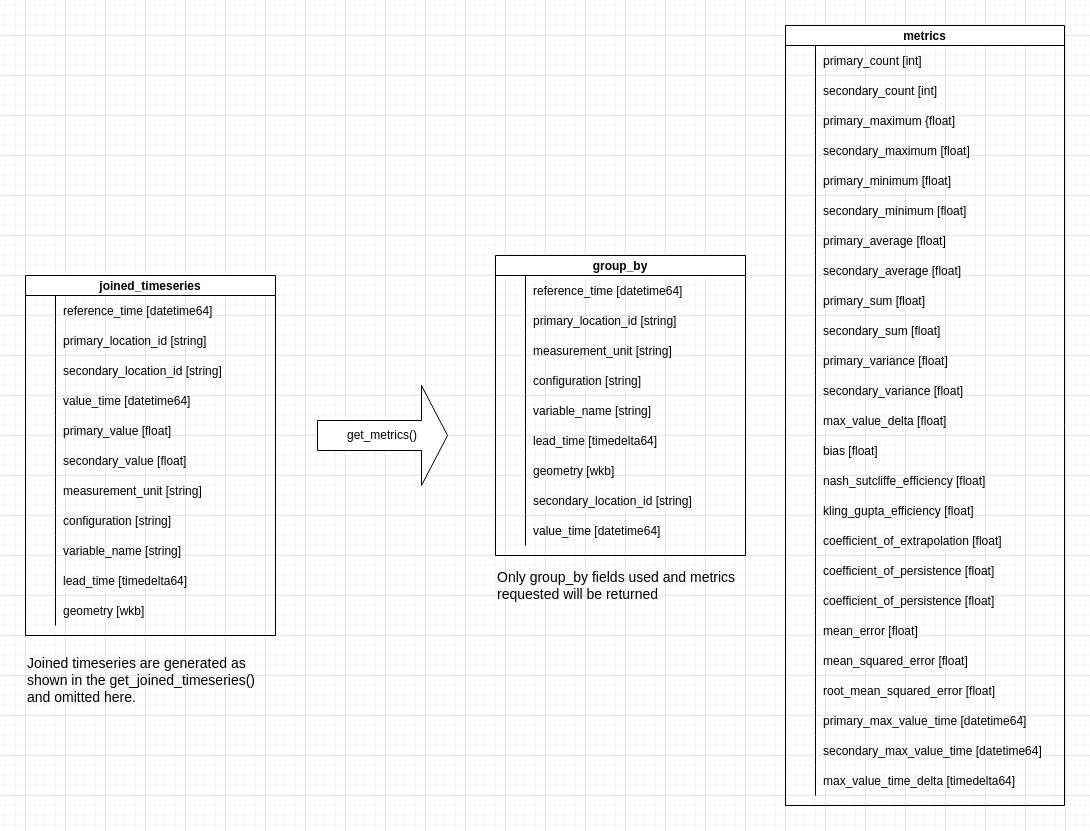 joined_timeseries
reference_time [datetime64]
primary_location_id [string]
secondary_location_id [string]
value_time [datetime64]
primary_value [float]
secondary_value [float]
measurement_unit [string]
configuration [string]
variable_name [string]
lead_time [timedelta64]
geometry [wkb]
Joined timeseries are generated as
shown in the get_joined_timeseries()
and omitted here.
get_metrics()
group_by
reference_time [datetime64]
primary_location_id [string]
measurement_unit [string]
configuration [string]
variable_name [string]
lead_time [timedelta64]
geometry [wkb]
secondary_location_id [string]
value_time [datetime64]
Only group_by fields used and metrics
requested will be returned
metrics
primary_count [int]
secondary_count [int]
primary_maximum {float]
secondary_maximum [float]
primary_minimum [float]
secondary_minimum [float]
primary_average [float]
secondary_average [float]
primary_sum [float]
secondary_sum [float]
primary_variance [float]
secondary_variance [float]
max_value_delta [float]
bias [float]
nash_sutcliffe_efficiency [float]
kling_gupta_efficiency [float]
coefficient_of_extrapolation [float]
coefficient_of_persistence [float]
coefficient_of_persistence [float]
mean_error [float]
mean_squared_error [float]
root_mean_squared_error [float]
primary_max_value_time [datetime64]
secondary_max_value_time [datetime64]
max_value_time_delta [timedelta64]